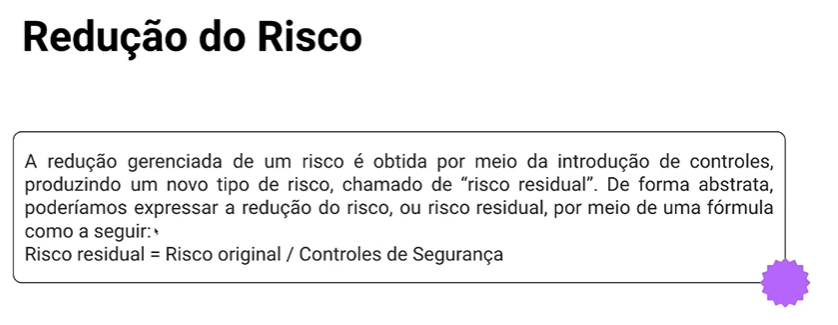 Redução do Risco
A redução gerenciada de um risco é obtida por meio da introdução de controles,
produzindo um novo tipo de risco, chamado de “risco residual”. De forma abstrata,
poderíamos expressar a redução do risco, ou risco residual, por meio de uma fórmula
como a seguir:
Risco residual = Risco original / Controles de Segurança